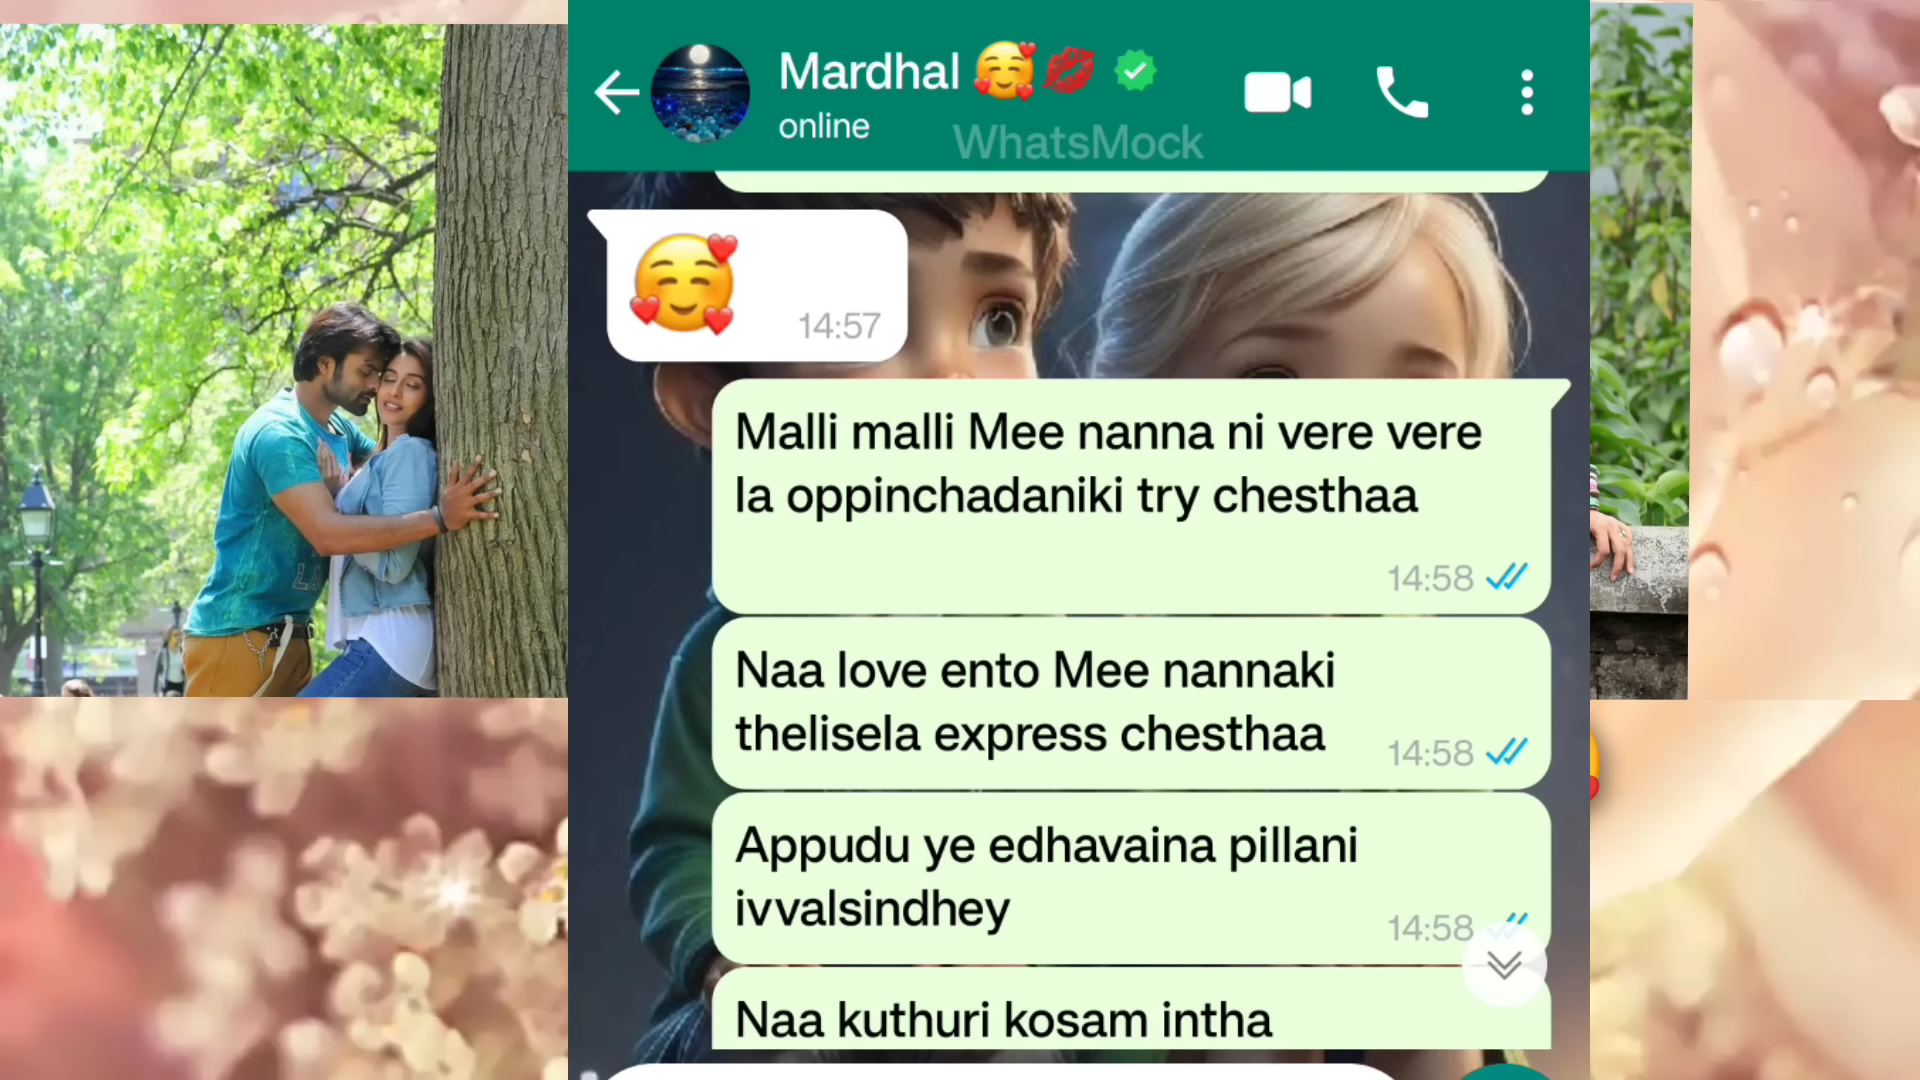 Mardhal 🥰💋
online
WhatsMock
🥰
14:57
Malli malli Mee nanna ni vere vere
la oppinchadaniki try chesthaa
14:58
Naa love ento Mee nannaki
thelisela express chesthaa
14:58
Appudu ye edhavaina pillani
ivvalsindhey
14:58
Naa kuthuri kosam intha